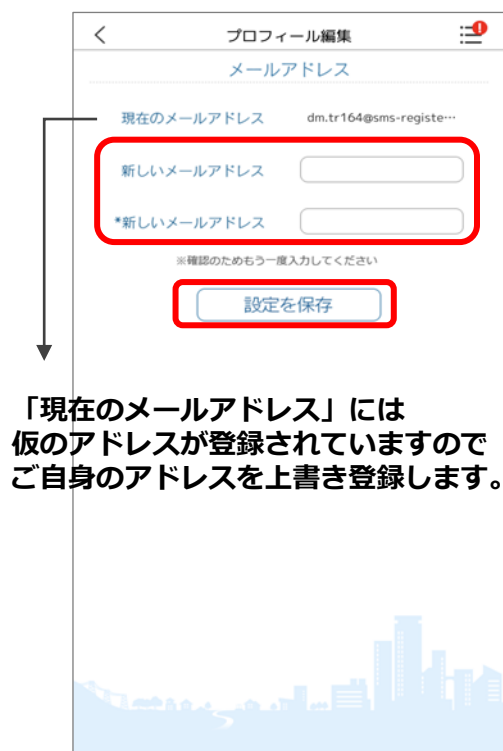 プロフィール編集
メールアドレス
現在のメールアドレス dm.tr164@sms-registe…
新しいメールアドレス
*新しいメールアドレス
※確認のためもう一度入力してください
設定を保存
「現在のメールアドレス」には
仮のアドレスが登録されていますので
ご自身のアドレスを上書き登録します。